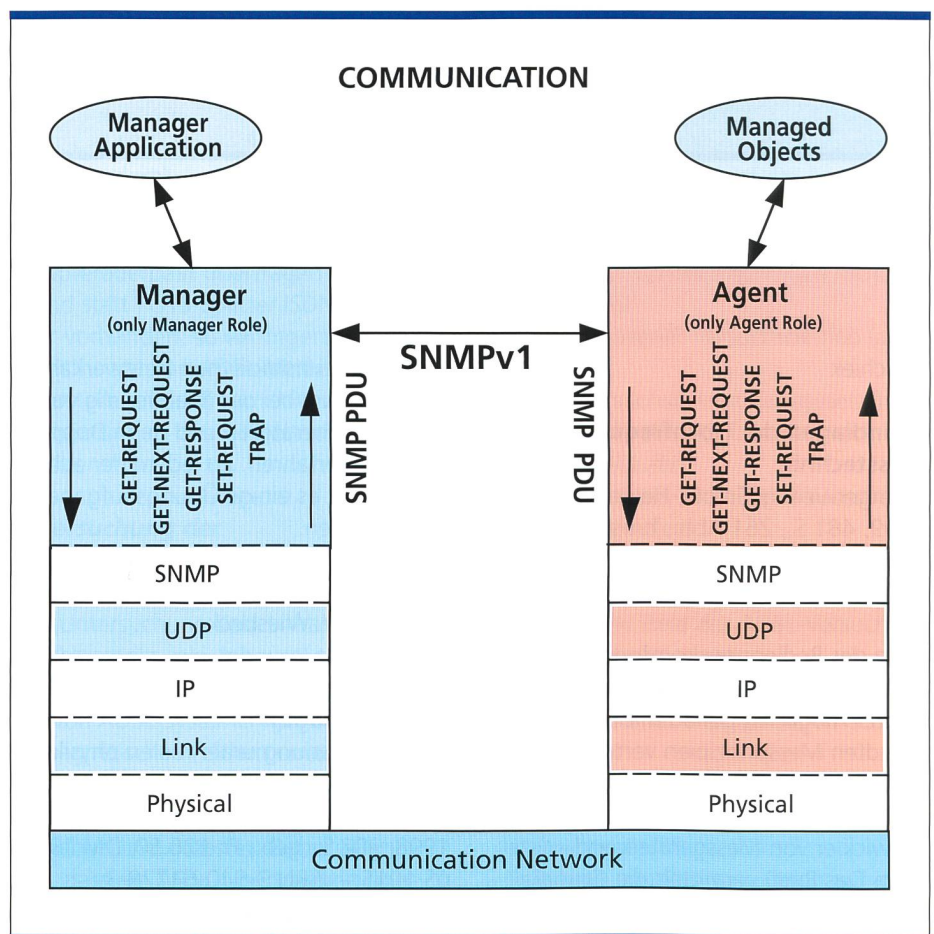 COMMUNICATION
Manager
Application
Managed
Objects
Manager
(only Manager Role)
GET-REQUEST
GET-NEXT-REQUEST
GET-RESPONSE
SET-REQUEST
TRAP
SNMP PDU
SNMPv1
SNMP PDU
Agent
(only Agent Role)
GET-REQUEST
GET-NEXT-REQUEST
GET-RESPONSE
SET-REQUEST
TRAP
SNMP
UDP
IP
Link
Physical
SNMP
UDP
IP
Link
Physical
Communication Network